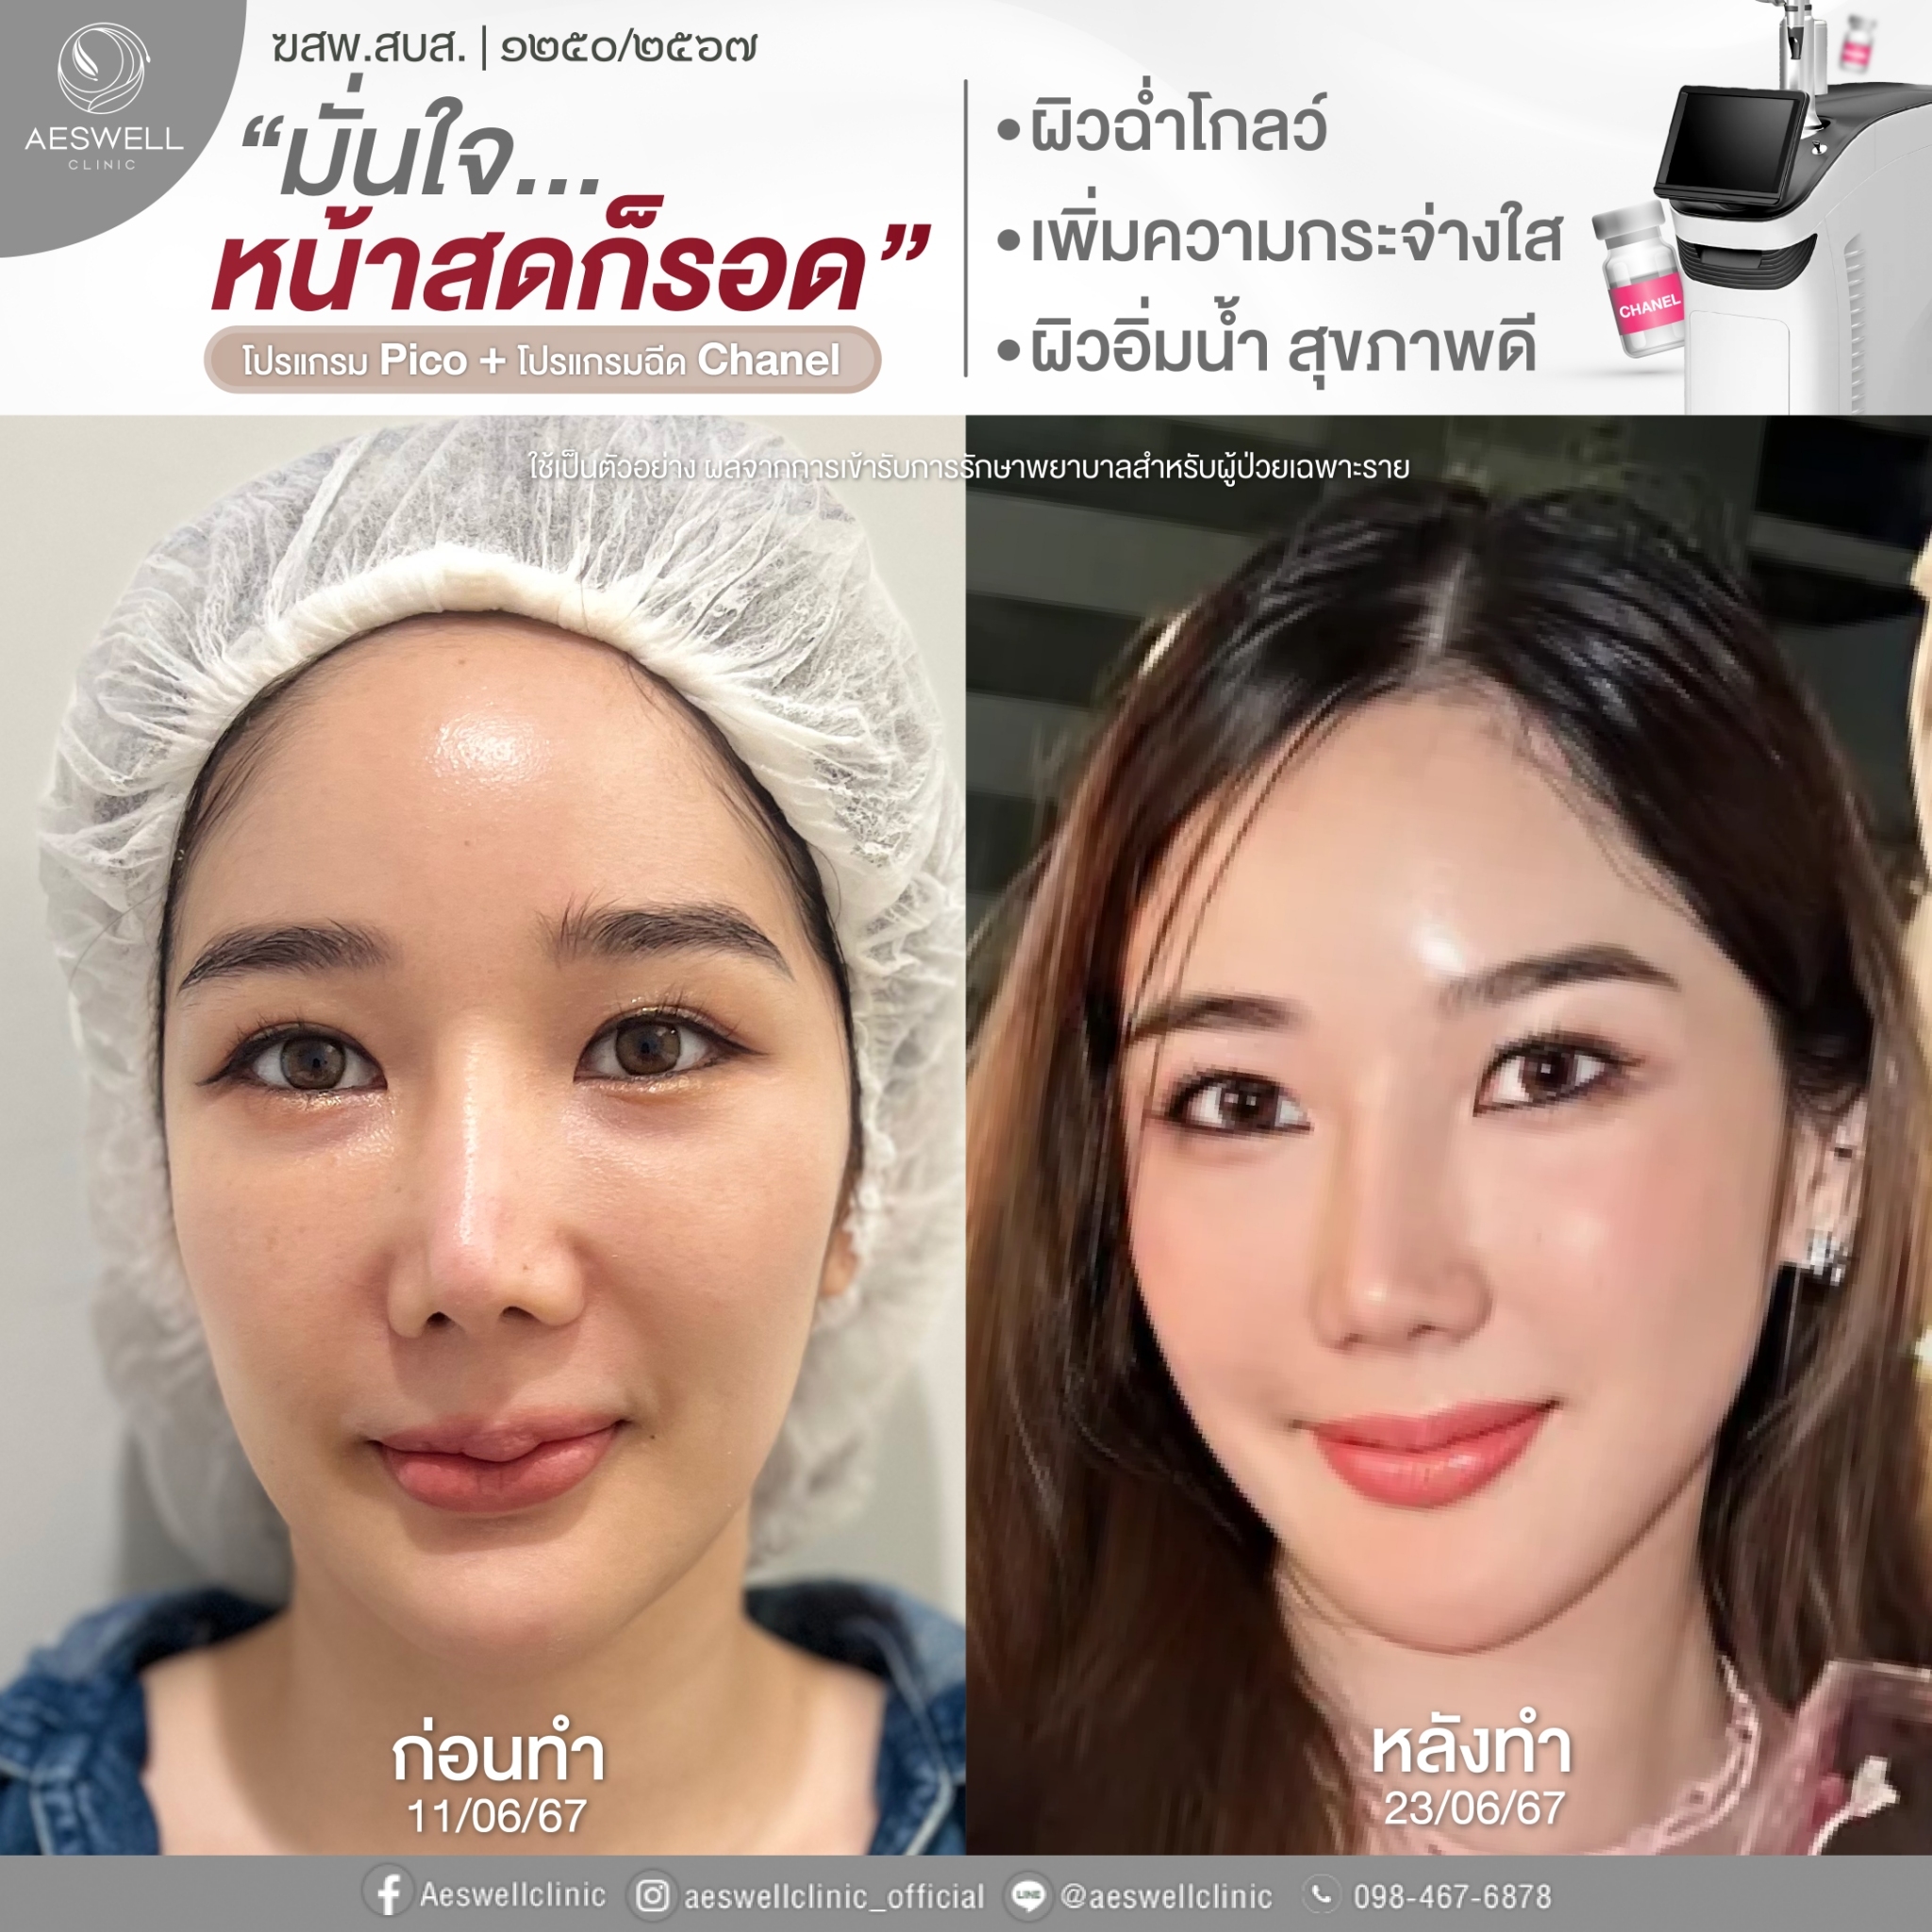 AESWELL
CLINIC
ฆสพ.สบส. | ๑๒๕๐/๒๕๖๗
“มั่นใจ...
หน้าสดก็รอด”
โปรแกรม Pico + โปรแกรมฉีด Chanel
•ผิวฉ่ำโกลว์
•เพิ่มความกระจ่างใส
•ผิวอิ่มน้ำ สุขภาพดี
CHANEL
ใช้เป็นตัวอย่าง ผลจากการเข้ารับการรักษาพยาบาลสำหรับผู้ป่วยเฉพาะราย
ก่อนทำ
11/06/67
หลังทำ
23/06/67
Aeswellclinic aeswellclinic_official LINE @aeswellclinic 098-467-6878